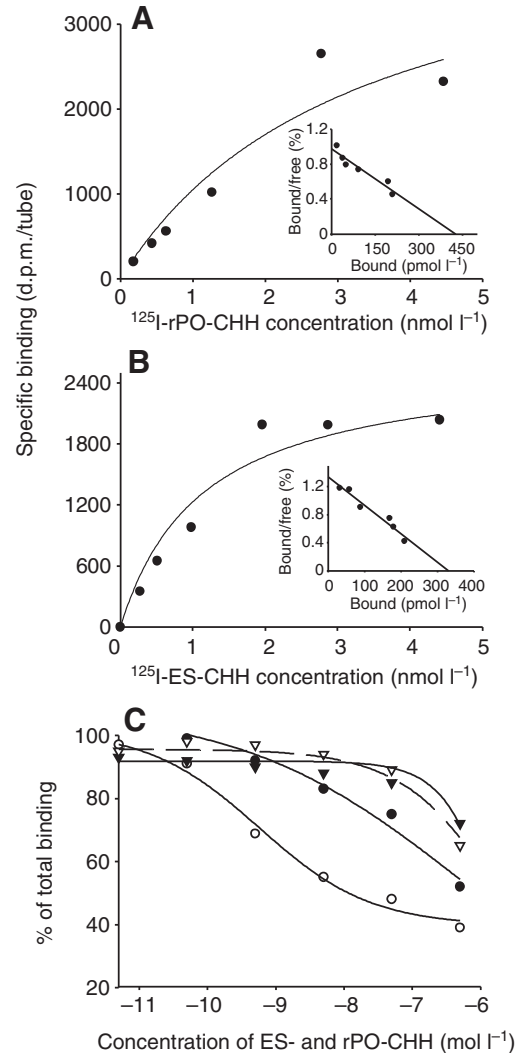 A
Specific binding (d.p.m./tube)
3000
2000
1000
0
0 1 2 3 4 5
125I-rPO-CHH concentration (nmol l−1)
Bound/free (%)
1.2
0.8
0.4
0
0 150 300 450
Bound (pmol l−1)
B
2400
1800
1200
600
0
0 1 2 3 4 5
125I-ES-CHH concentration (nmol l−1)
Bound/free (%)
1.2
0.8
0.4
0
0 100 200 300 400
Bound (pmol l−1)
C
% of total binding
100
80
60
40
20
−11 −10 −9 −8 −7 −6
Concentration of ES- and rPO-CHH (mol l−1)